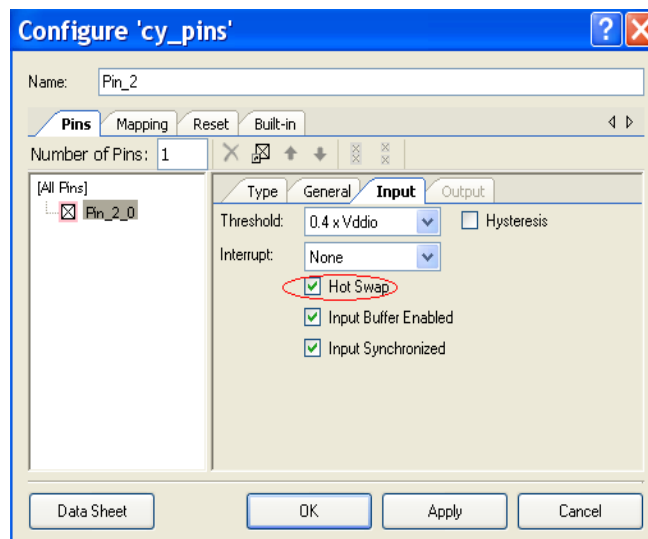 Configure 'cy_pins'
Name: Pin_2
Pins Mapping Reset Built-in
Number of Pins: 1
[All Pins]
Pin_2_0
Type General Input Output
Threshold: 0.4 x Vddio Hysteresis
Interrupt: None
Hot Swap
Input Buffer Enabled
Input Synchronized
Data Sheet OK Apply Cancel